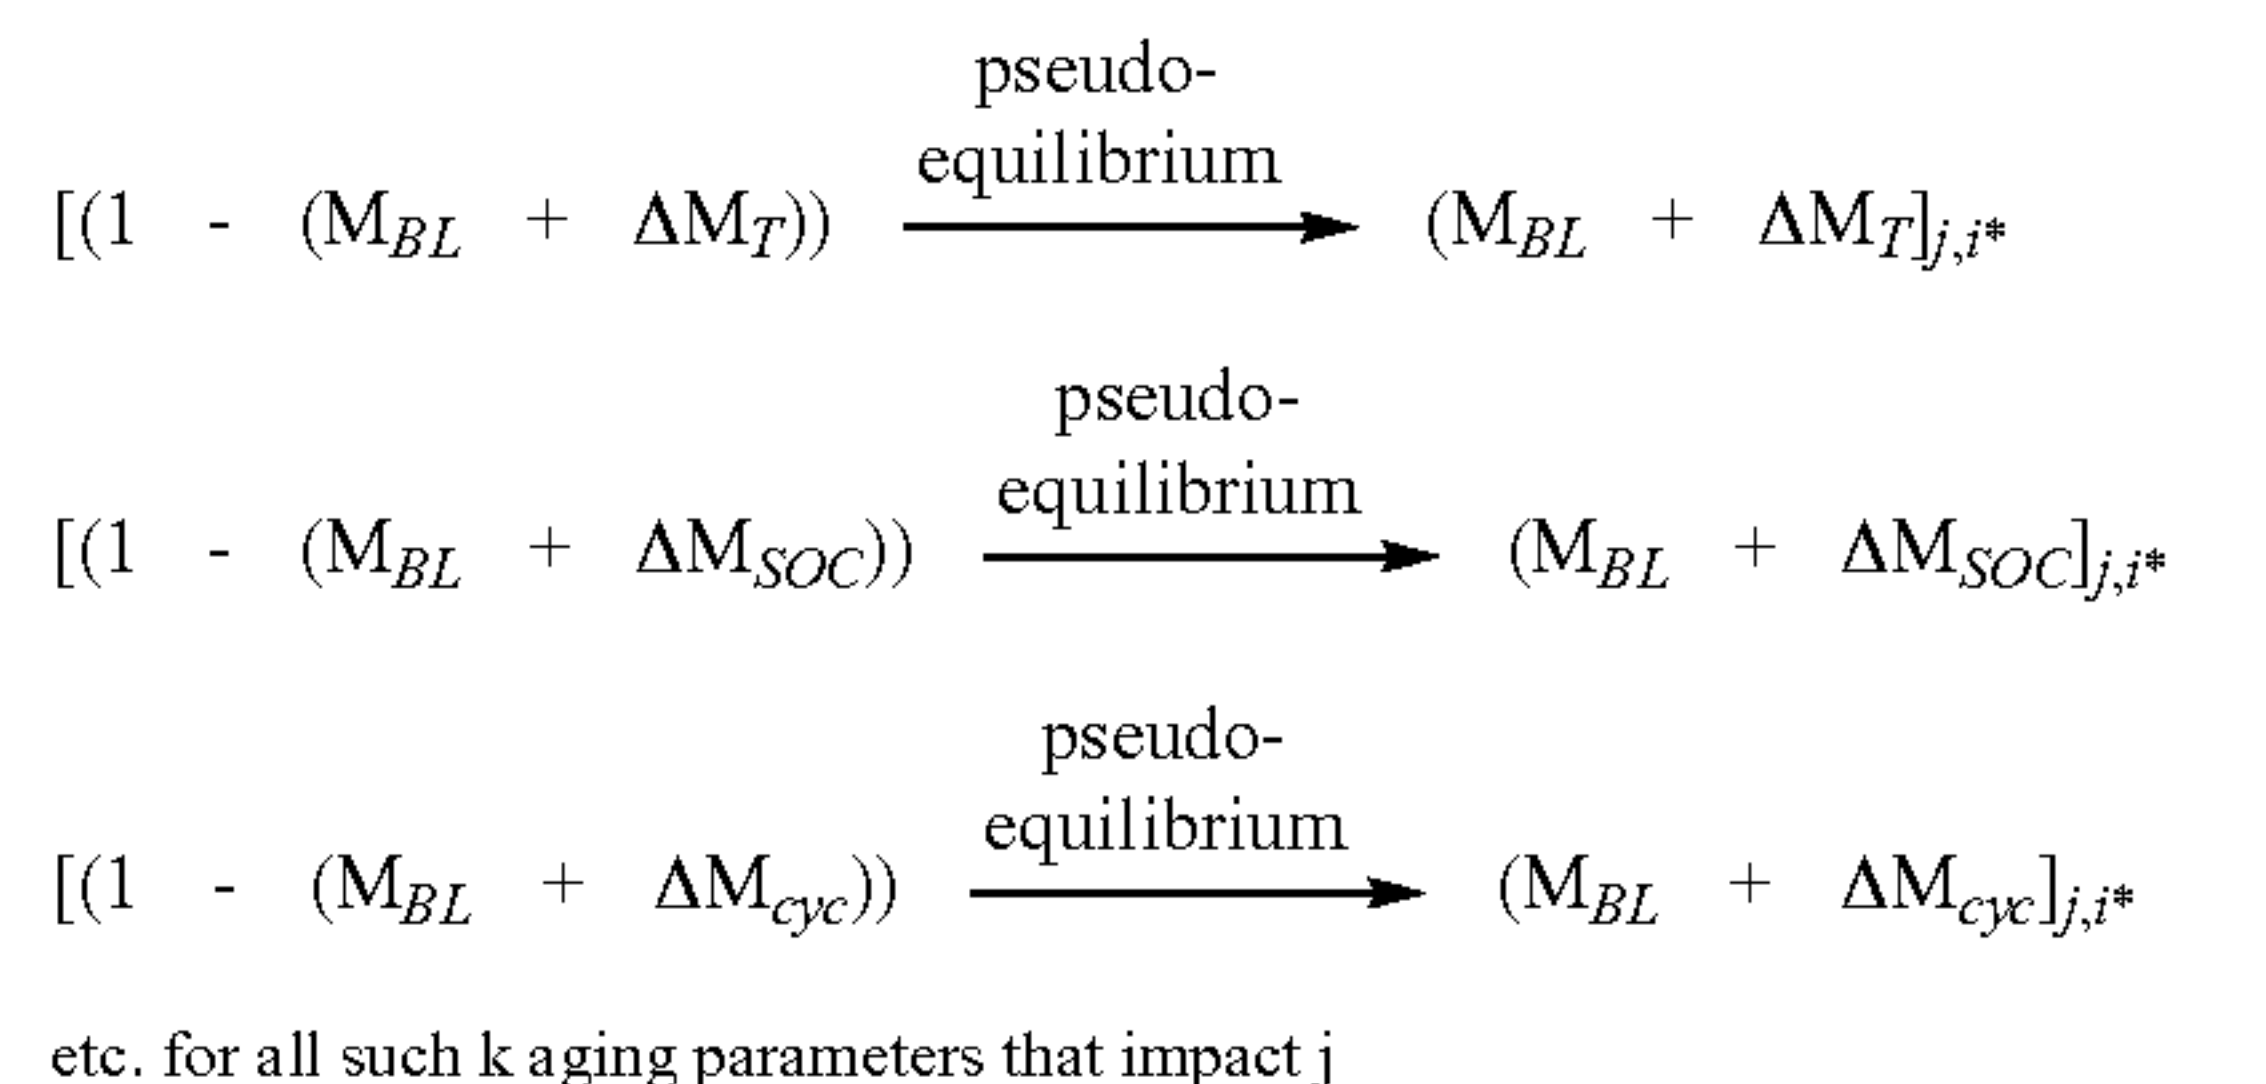 pseudo-
equilibrium
[(1 - (M_BL + ΔM_T)) ⟶ (M_BL + ΔM_T]_j,i*
pseudo-
equilibrium
[(1 - (M_BL + ΔM_SOC)) ⟶ (M_BL + ΔM_SOC]_j,i*
pseudo-
equilibrium
[(1 - (M_BL + ΔM_cyc)) ⟶ (M_BL + ΔM_cyc]_j,i*
etc. for all such k aging parameters that impact j